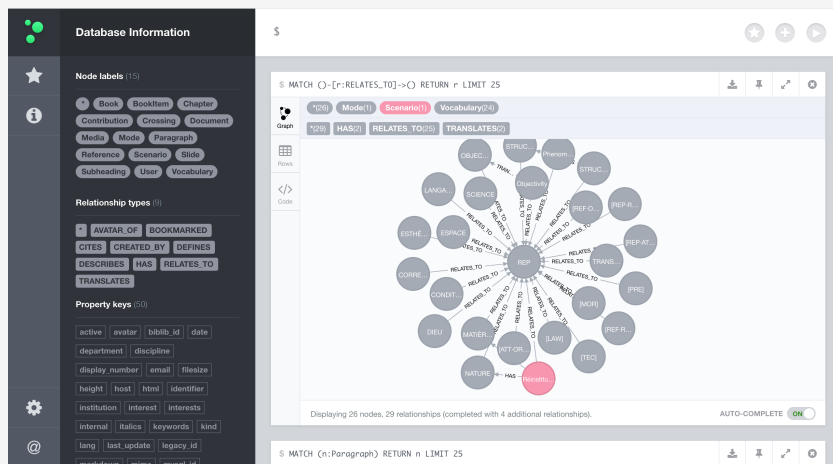 Database Information
$
Node labels (15)
* Book BookItem Chapter
Contribution Crossing Document
Media Mode Paragraph
Reference Scenario Slide
Subheading User Vocabulary
Relationship types (9)
* AVATAR_OF BOOKMARKED
CITES CREATED_BY DEFINES
DESCRIBES HAS RELATES_TO
TRANSLATES
Property keys (50)
active avatar biblib_id date
department discipline
display_number email filesize
height host html identifier
institution interest interests
internal italics keywords kind
lang last_update legacy_id
@
$ MATCH ()-[r:RELATES_TO]->() RETURN r LIMIT 25
Graph
Rows
</>
Code
*(26) Mode(1) Scenario(1) Vocabulary(24)
*(29) HAS(2) RELATES_TO(25) TRANSLATES(2)
OBJEC...
STRUC...
Phenom...
STRUC...
TRAN...
LANGA...
SCIENCE
Objectivity
[REF-O...
[REF-R...
ESTHÉ...
ESPACE
[REP-AT...
REP
TRANS...
CORRE...
RELATES_TO
RELATES_TO
RELATES_TO
CONDIT...
[PRE]
[MOR]
DIEU
MATIÈR...
[ATT-OR...
[LAW]
[REF-R...
[TEC]
NATURE
HAS
Displaying 26 nodes, 29 relationships (completed with 4 additional relationships).
AUTO-COMPLETE ON
$ MATCH (n:Paragraph) RETURN n LIMIT 25